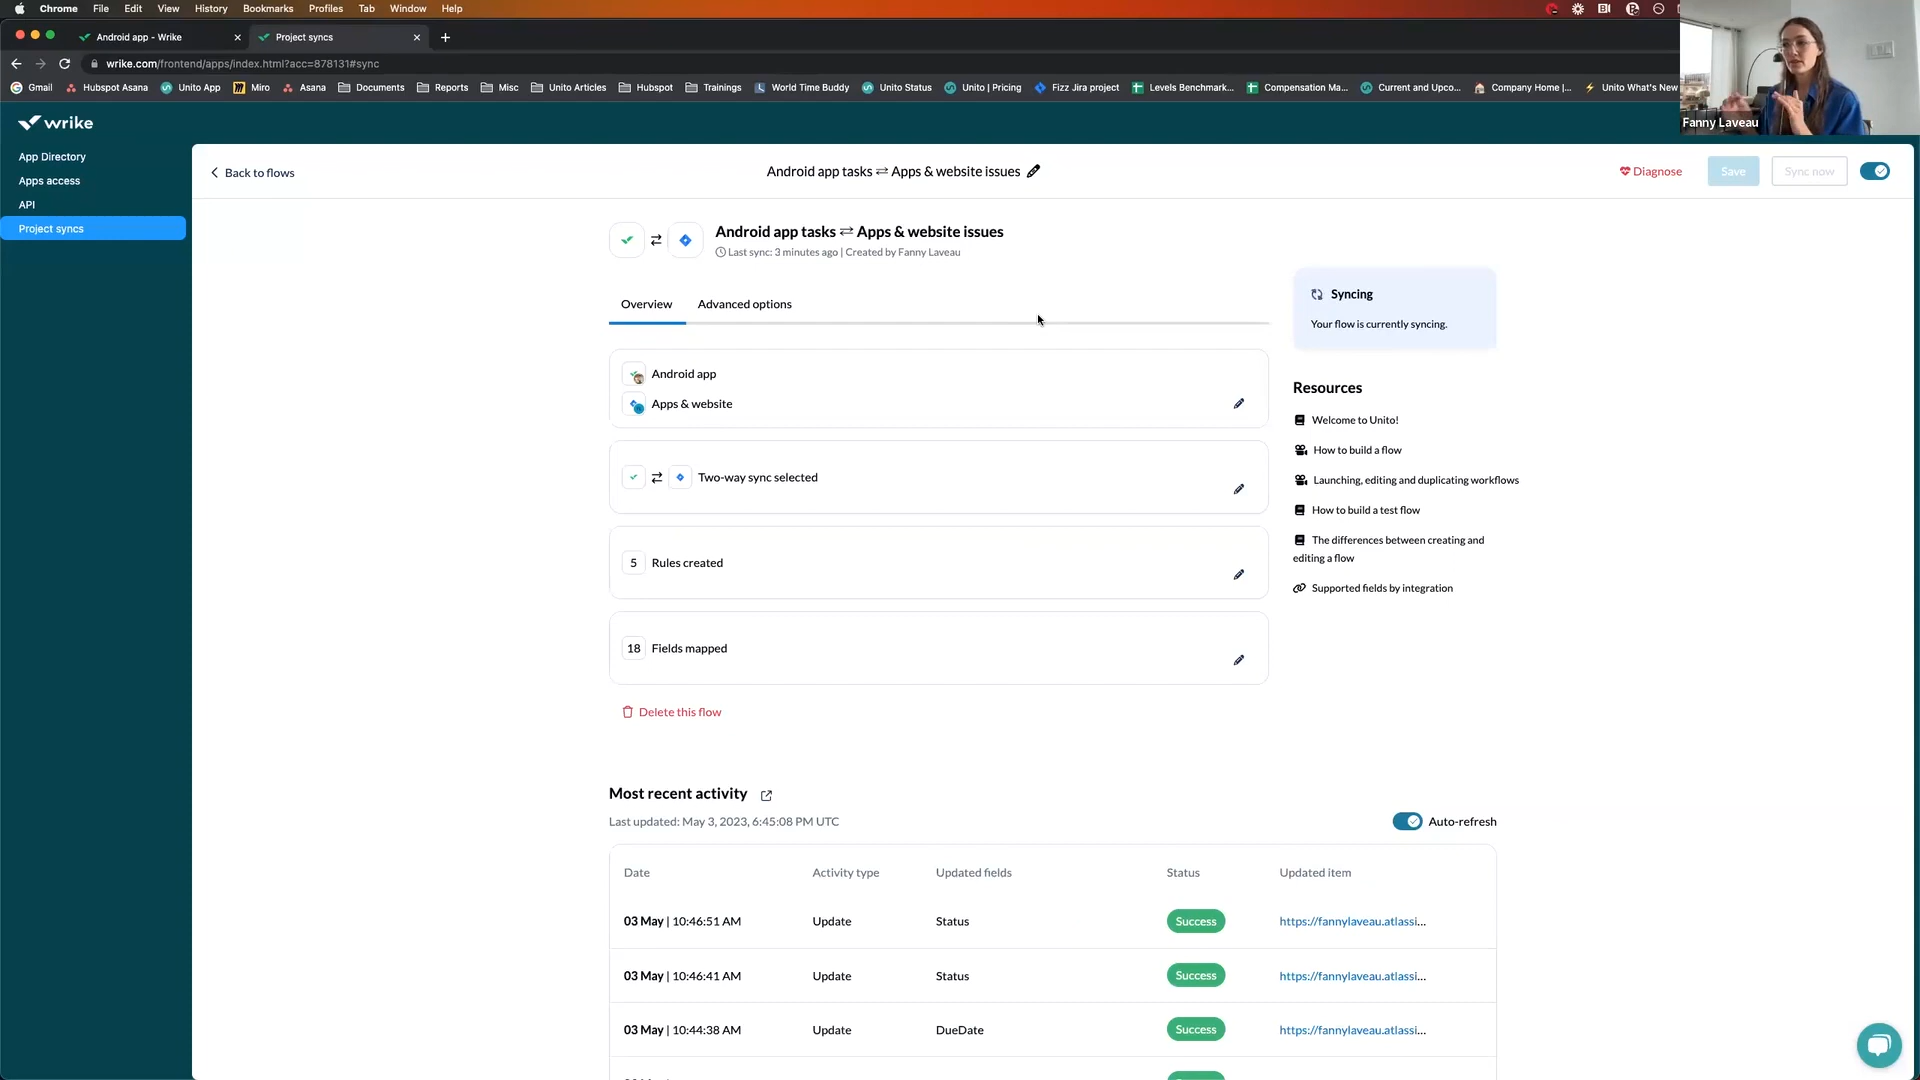 Chrome File Edit View History Bookmarks Profiles Tab Window Help
Android app - Wrike
Project syncs
wrike.com/frontend/apps/index.html?acc=878131#sync
Gmail Hubspot Asana Unito App Miro Asana Documents Reports Misc Unito Articles Hubspot Trainings World Time Buddy Unito Status Unito | Pricing Fizz Jira project Levels Benchmark... Compensation Ma... Current and Upco... Company Home |... Unito What's New
Fanny Laveau
wrike
App Directory
Apps access
API
Project syncs
Back to flows
Android app tasks ⇄ Apps & website issues
Diagnose
Save
Sync now
Android app tasks ⇄ Apps & website issues
Last sync: 3 minutes ago | Created by Fanny Laveau
Overview Advanced options
Android app
Apps & website
Two-way sync selected
5 Rules created
18 Fields mapped
Delete this flow
Syncing
Your flow is currently syncing.
Resources
Welcome to Unito!
How to build a flow
Launching, editing and duplicating workflows
How to build a test flow
The differences between creating and
editing a flow
Supported fields by integration
Most recent activity
Last updated: May 3, 2023, 6:45:08 PM UTC
Auto-refresh
Date Activity type Updated fields Status Updated item
03 May | 10:46:51 AM Update Status Success https://fannylaveau.atlassi...
03 May | 10:46:41 AM Update Status Success https://fannylaveau.atlassi...
03 May | 10:44:38 AM Update DueDate Success https://fannylaveau.atlassi...